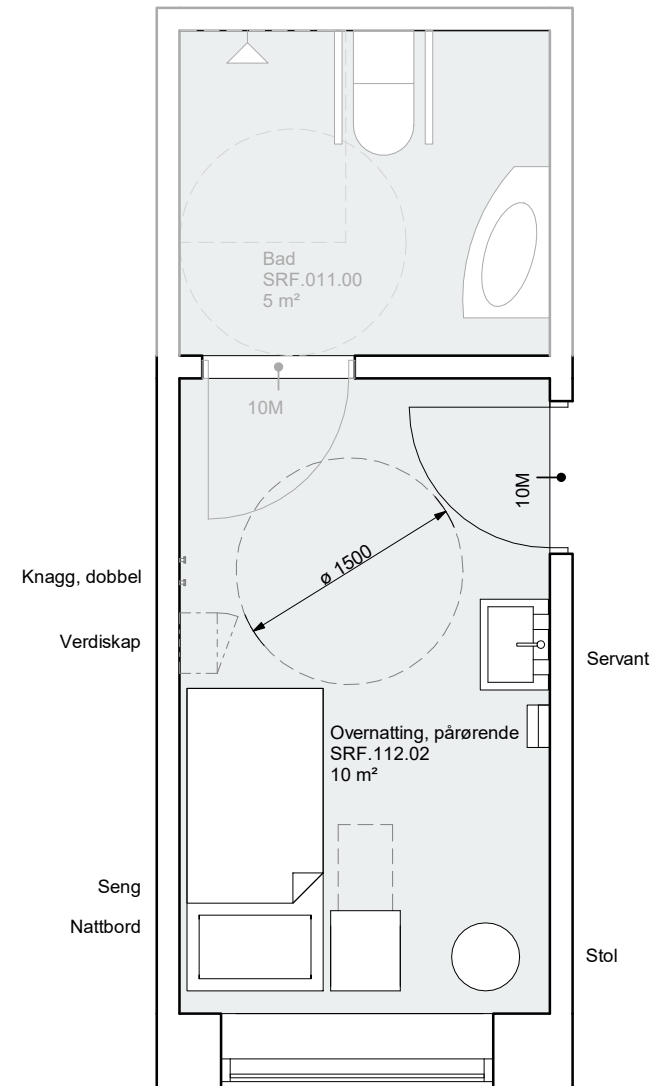 Bad
SRF.011.00
5 m²
10M
10M
ø 1500
Knagg, dobbel
Verdiskap
Servant
Overnatting, pårørende
SRF.112.02
10 m²
Seng
Nattbord
Stol